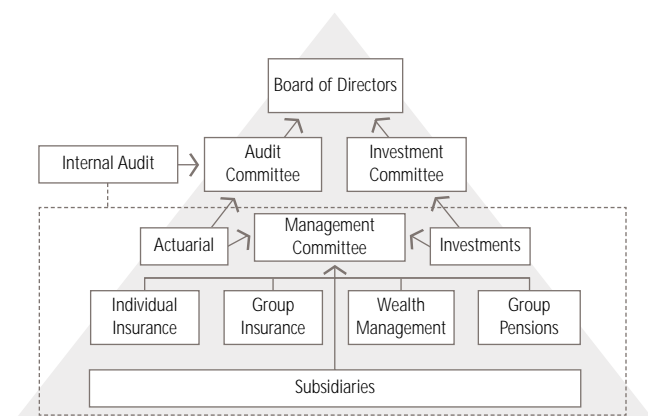 Board of Directors
Internal Audit
Audit
Committee
Investment
Committee
Actuarial
Management
Committee
Investments
Individual
Insurance
Group
Insurance
Wealth
Management
Group
Pensions
Subsidiaries